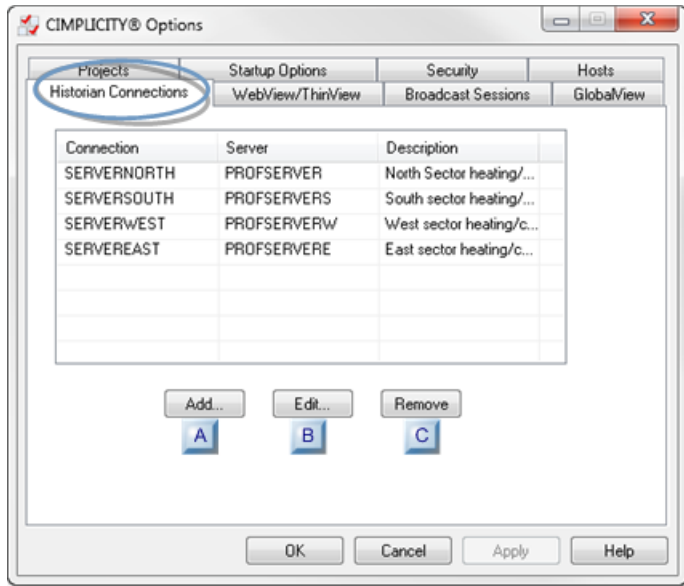 CIMPLICITY® Options
Projects Startup Options Security Hosts
Historian Connections WebView/ThinView Broadcast Sessions GlobalView
Connection Server Description
SERVERNORTH PROFSERVER North Sector heating/...
SERVERSOUTH PROFSERVERS South sector heating/...
SERVERWEST PROFSERVERW West sector heating/c...
SERVEREAST PROFSERVERE East sector heating/c...
Add... Edit... Remove
A B C
OK Cancel Apply Help